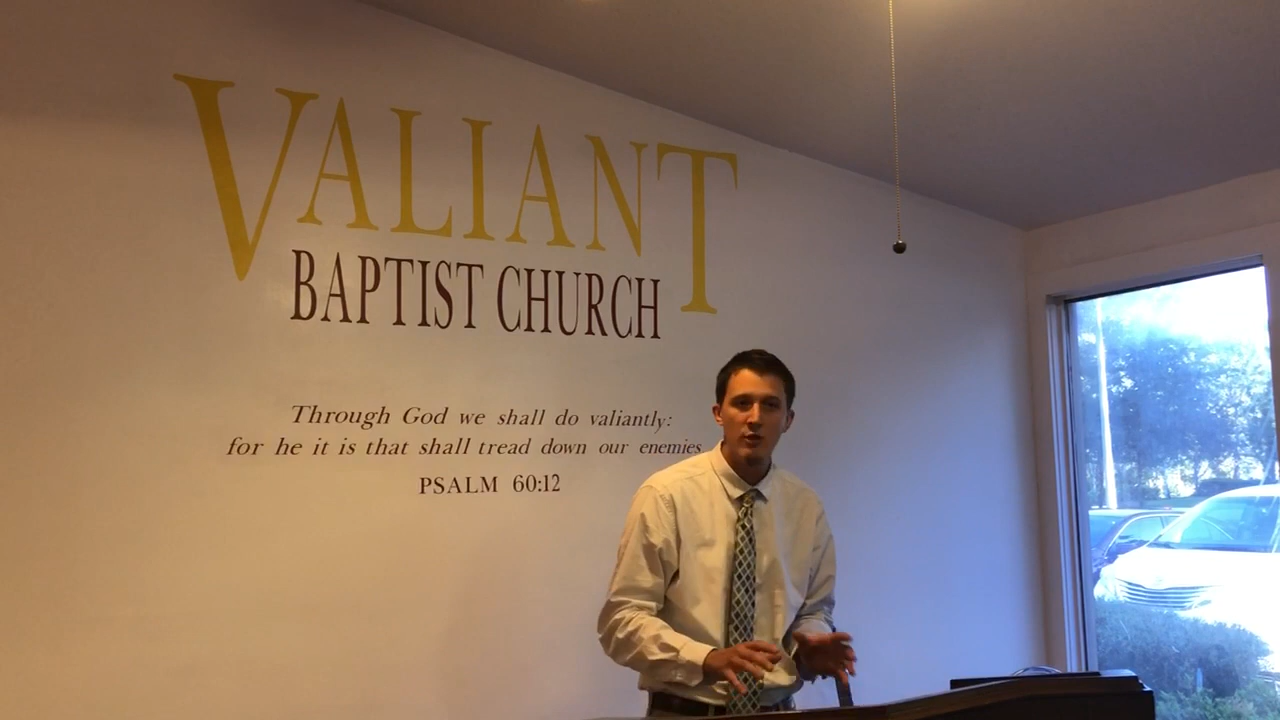 VALIANT
BAPTIST CHURCH
Through God we shall do valiantly:
for he it is that shall tread down our enemies
PSALM 60:12